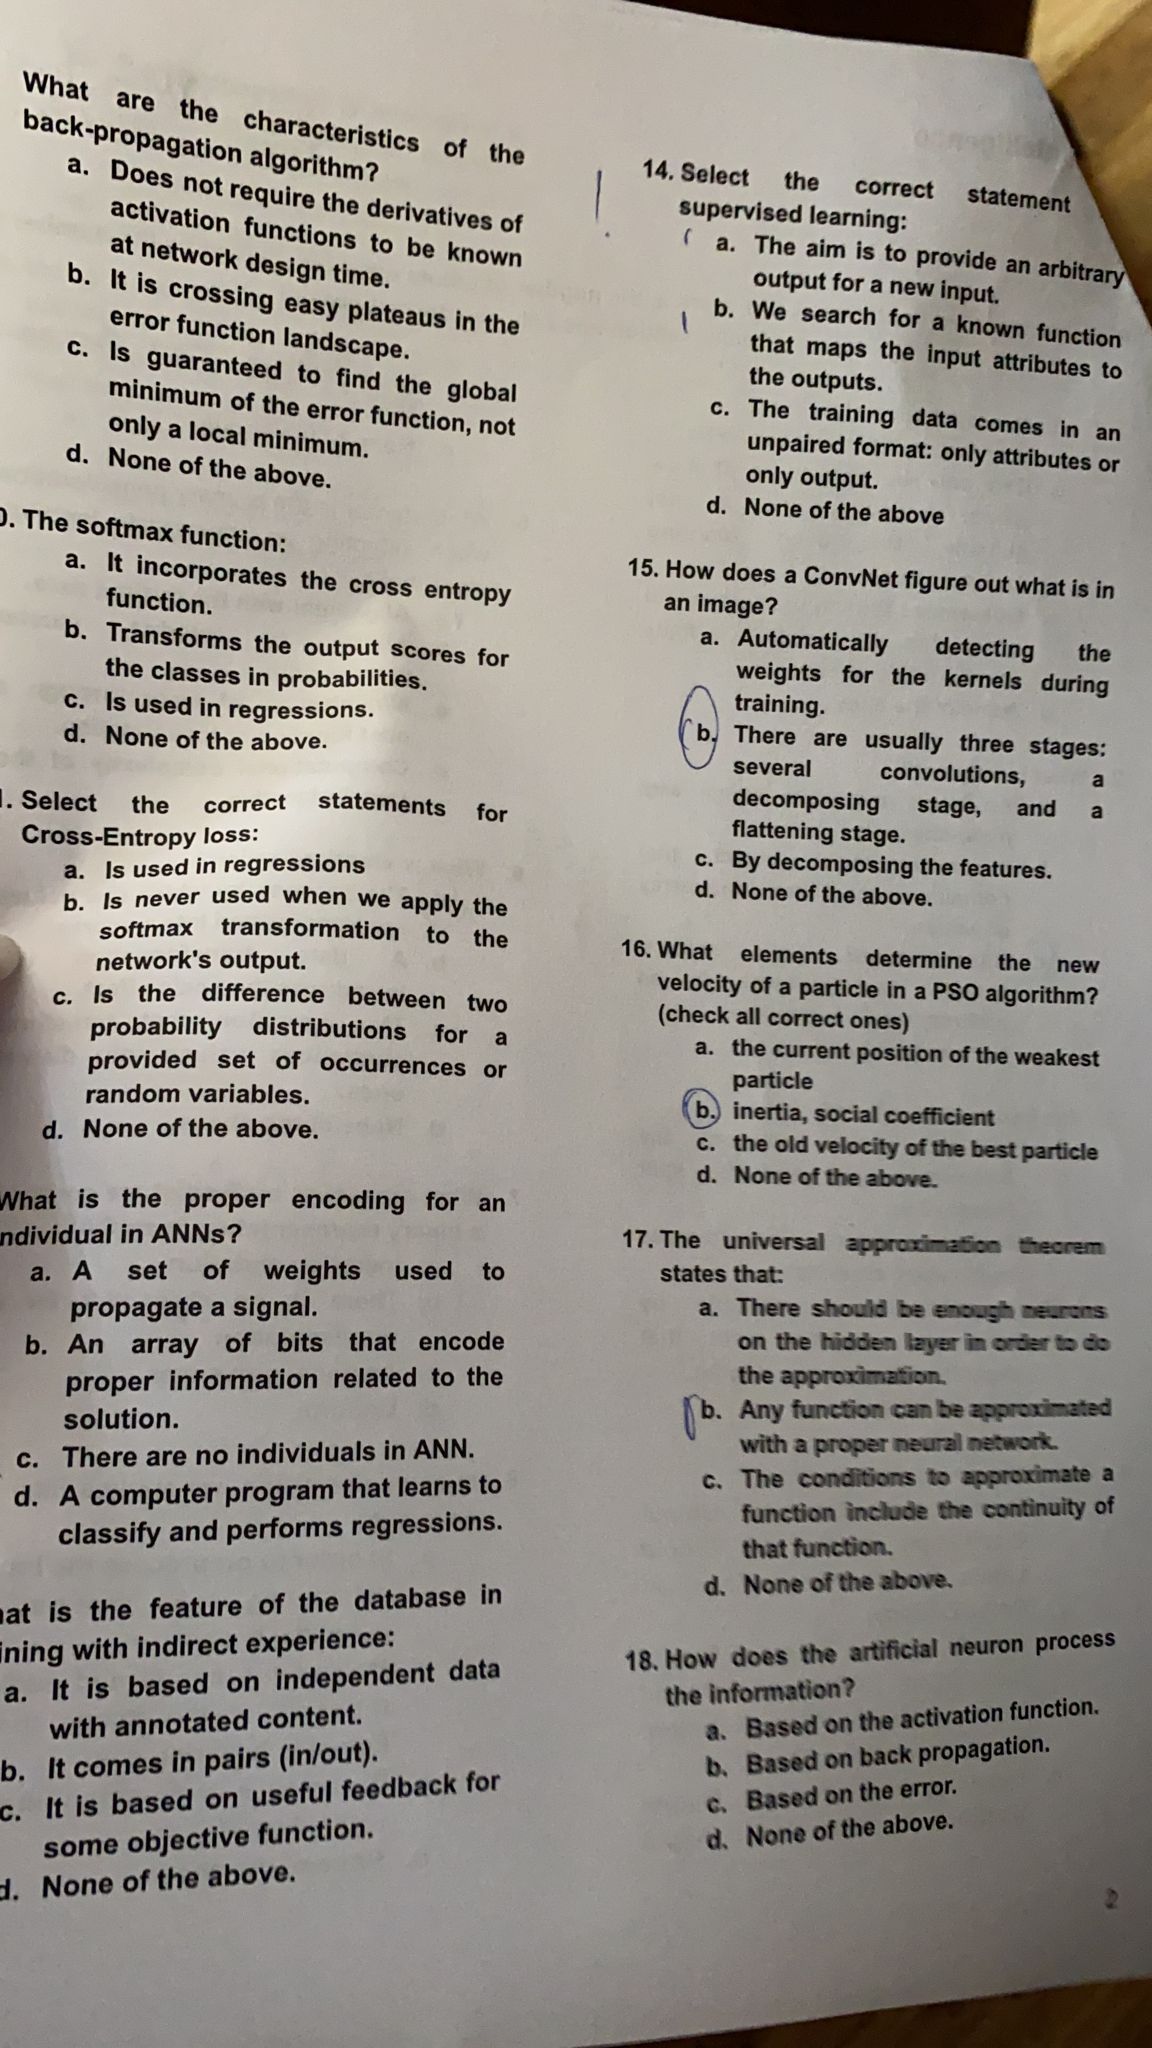 What are the characteristics of the
back-propagation algorithm?
a. Does not require the derivatives of
activation functions to be known
at network design time.
b. It is crossing easy plateaus in the
error function landscape.
c. Is guaranteed to find the global
minimum of the error function, not
only a local minimum.
d. None of the above.
0. The softmax function:
a. It incorporates the cross entropy
function.
b. Transforms the output scores for
the classes in probabilities.
c. Is used in regressions.
d. None of the above.
1. Select the correct statements for
Cross-Entropy loss:
a. Is used in regressions
b. Is never used when we apply the
softmax transformation to the
network's output.
c. Is the difference between two
probability distributions for a
provided set of occurrences or
random variables.
d. None of the above.
What is the proper encoding for an
ndividual in ANNs?
a. A set of weights used to
propagate a signal.
b. An array of bits that encode
proper information related to the
solution.
c. There are no individuals in ANN.
d. A computer program that learns to
classify and performs regressions.
hat is the feature of the database in
ining with indirect experience:
a. It is based on independent data
with annotated content.
b. It comes in pairs (in/out).
c. It is based on useful feedback for
some objective function.
d. None of the above.
14. Select the correct statement
supervised learning:
a. The aim is to provide an arbitrary
output for a new input.
b. We search for a known function
that maps the input attributes to
the outputs.
c. The training data comes in an
unpaired format: only attributes or
only output.
d. None of the above
15. How does a ConvNet figure out what is in
an image?
a. Automatically detecting the
weights for the kernels during
training.
b. There are usually three stages:
several convolutions, a
decomposing stage, and a
flattening stage.
c. By decomposing the features.
d. None of the above.
16. What elements determine the new
velocity of a particle in a PSO algorithm?
(check all correct ones)
a. the current position of the weakest
particle
b. inertia, social coefficient
c. the old velocity of the best particle
d. None of the above.
17. The universal approximation theorem
states that:
a. There should be enough neurons
on the hidden layer in order to do
the approximation.
b. Any function can be approximated
with a proper neural network.
c. The conditions to approximate a
function include the continuity of
that function.
d. None of the above.
18. How does the artificial neuron process
the information?
a. Based on the activation function.
b. Based on back propagation.
c. Based on the error.
d. None of the above.
2